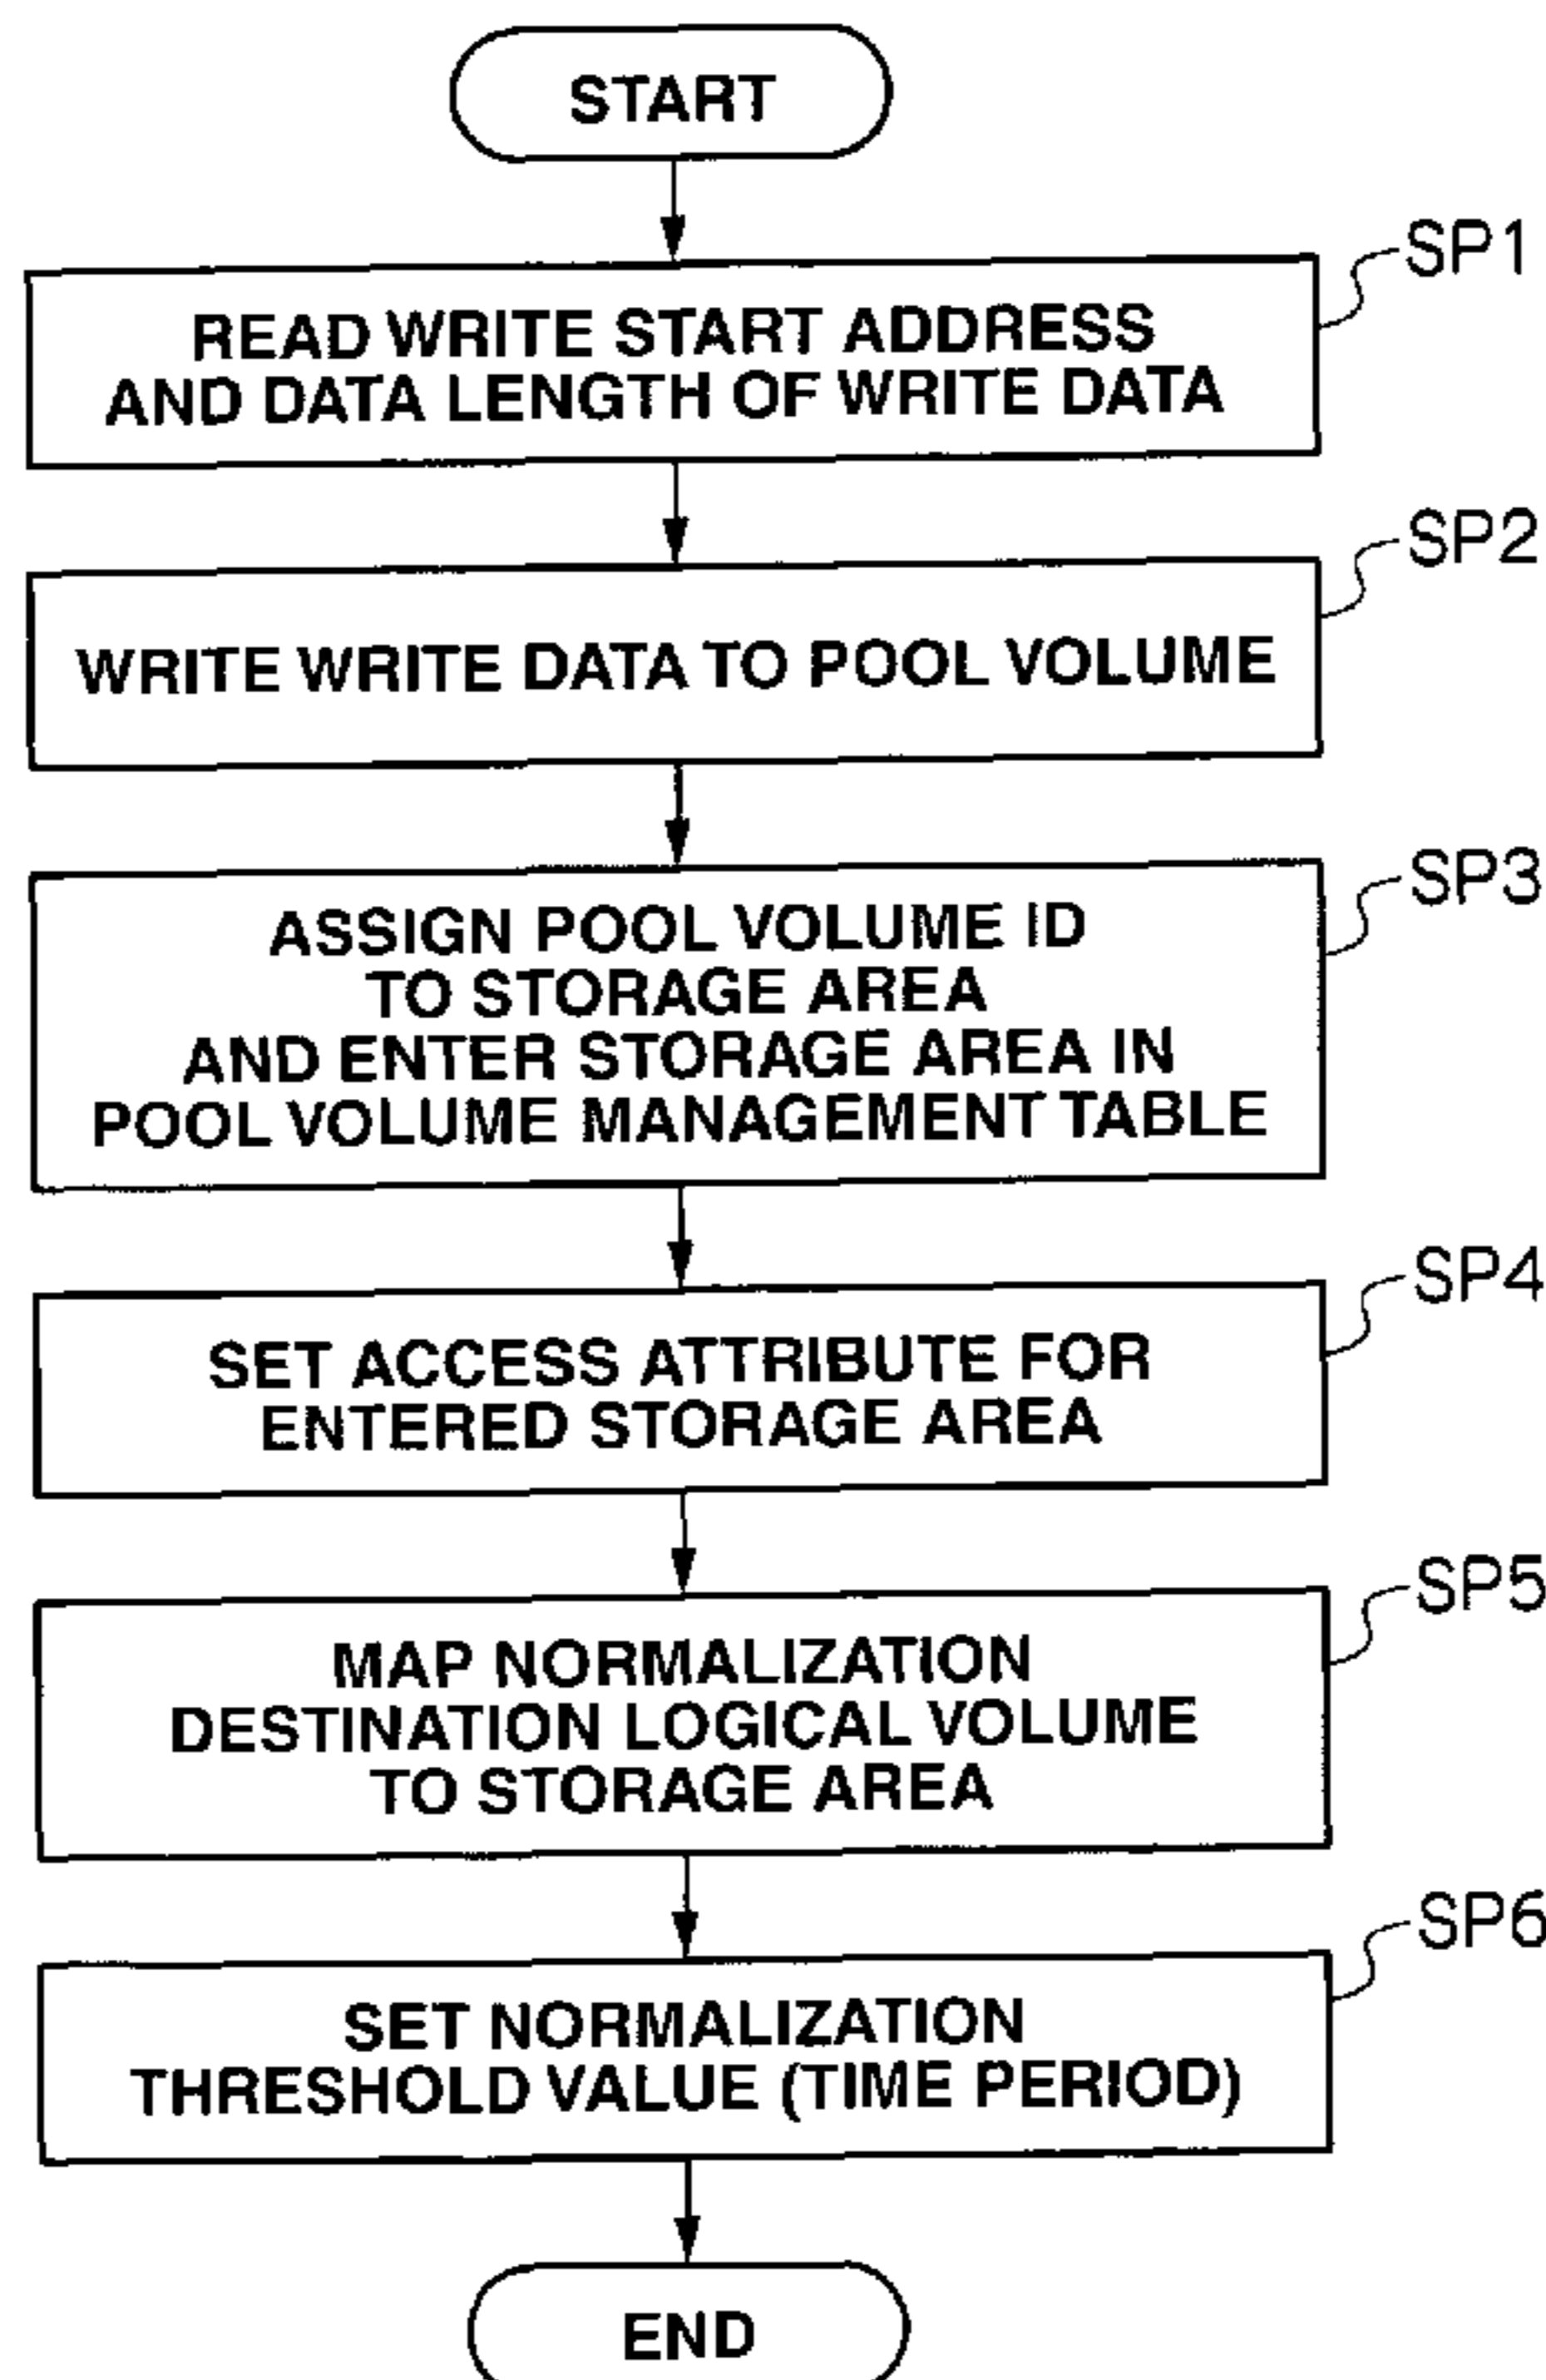 START
SP1
READ WRITE START ADDRESS
AND DATA LENGTH OF WRITE DATA
SP2
WRITE WRITE DATA TO POOL VOLUME
SP3
ASSIGN POOL VOLUME ID
TO STORAGE AREA
AND ENTER STORAGE AREA IN
POOL VOLUME MANAGEMENT TABLE
SP4
SET ACCESS ATTRIBUTE FOR
ENTERED STORAGE AREA
SP5
MAP NORMALIZATION
DESTINATION LOGICAL VOLUME
TO STORAGE AREA
SP6
SET NORMALIZATION
THRESHOLD VALUE (TIME PERIOD)
END